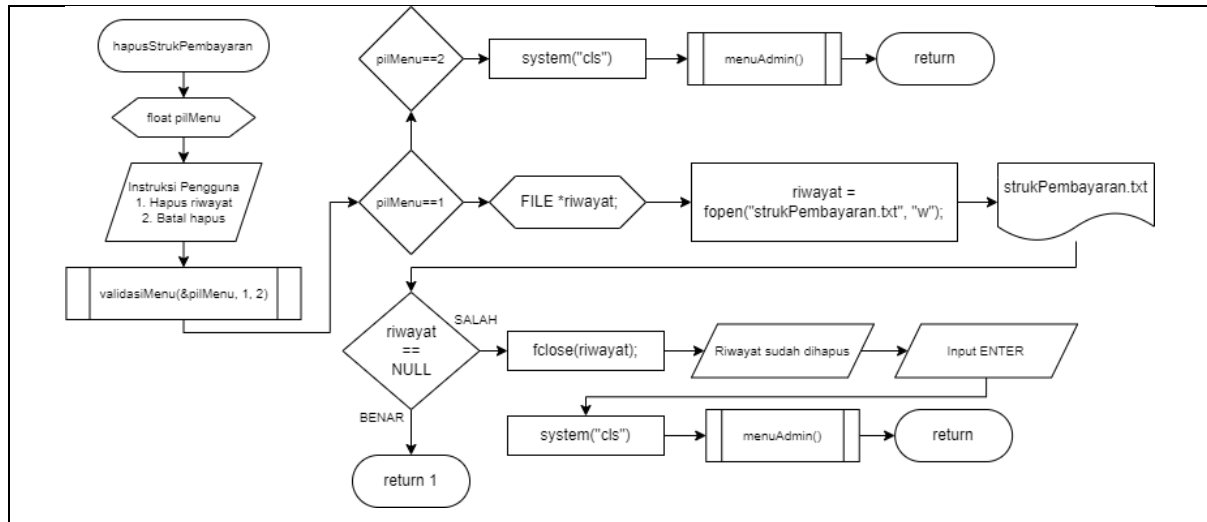 hapusStrukPembayaran
float pilMenu
Instruksi Pengguna
1. Hapus riwayat
2. Batal hapus
validasiMenu(&pilMenu, 1, 2)
pilMenu==2
system("cls")
menuAdmin()
return
pilMenu==1
FILE *riwayat;
riwayat =
fopen("strukPembayaran.txt", "w");
strukPembayaran.txt
riwayat
==
NULL
SALAH
fclose(riwayat);
Riwayat sudah dihapus
Input ENTER
system("cls")
menuAdmin()
return
BENAR
return 1